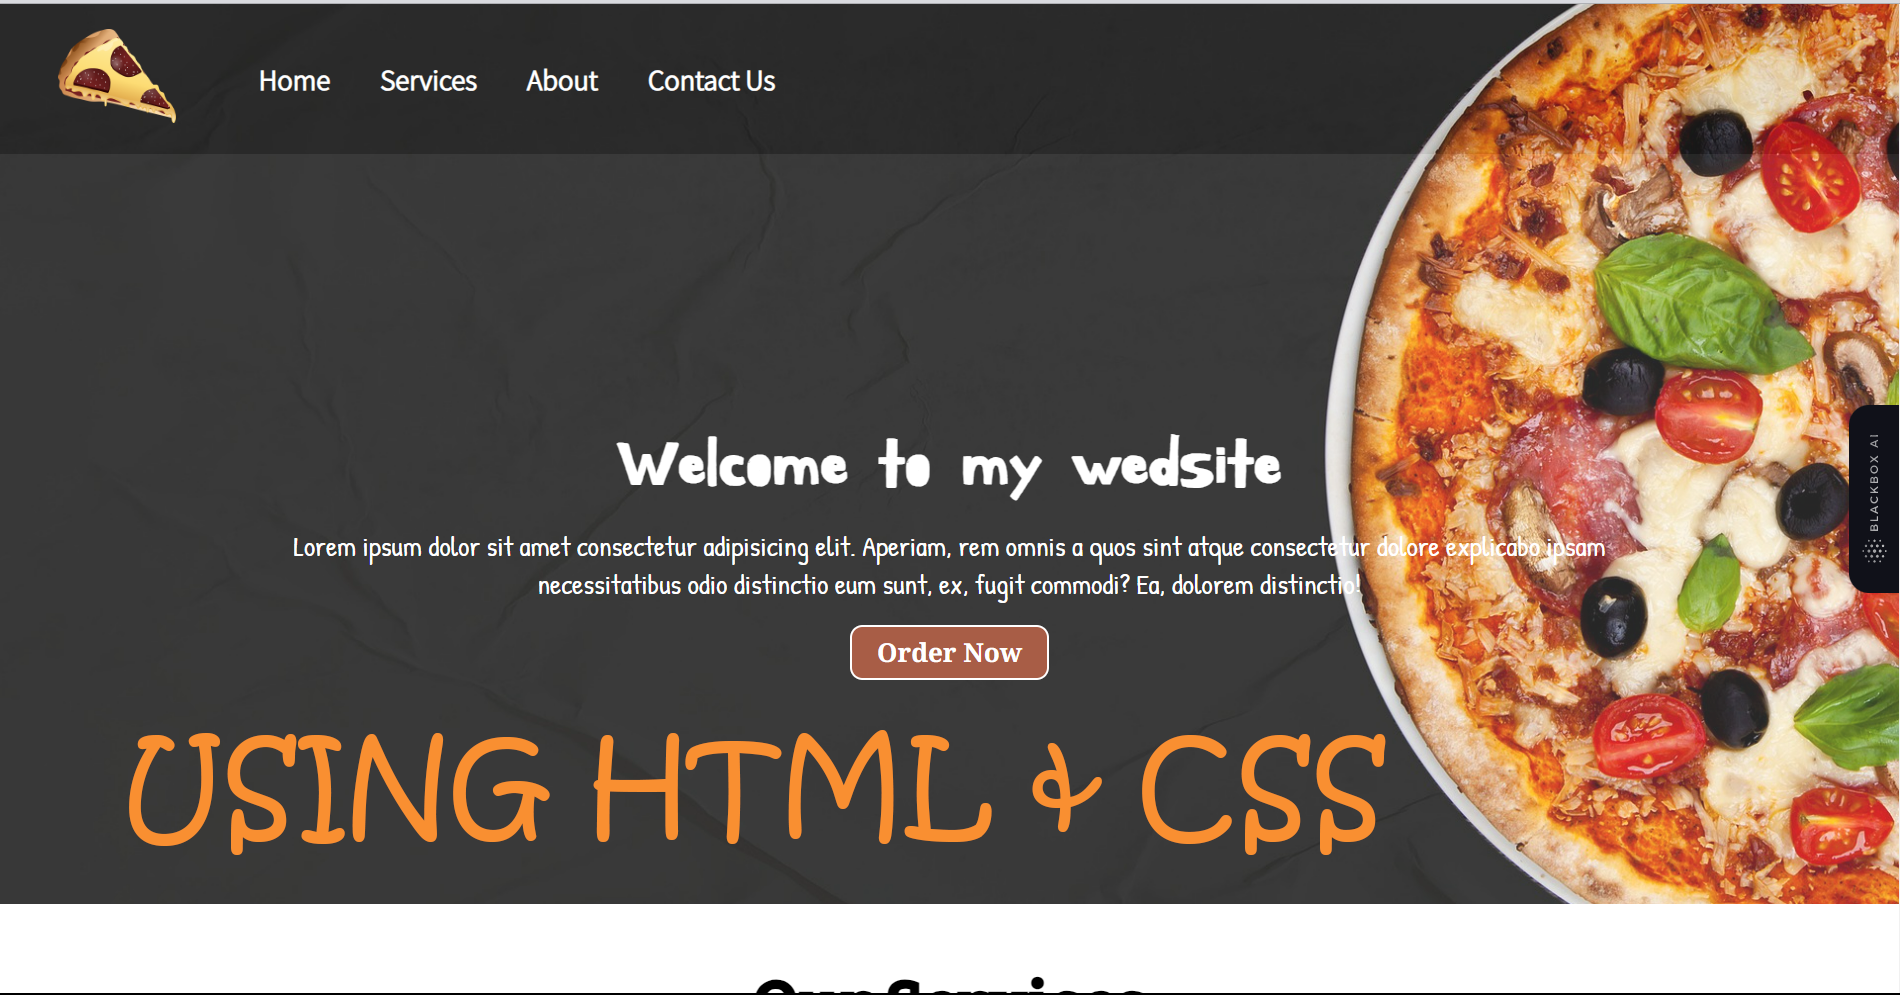 Home Services About Contact Us
Welcome to my wedsite
Lorem ipsum dolor sit amet consectetur adipisicing elit. Aperiam, rem omnis a quos sint atque consectetur dolore explicabo ipsam
necessitatibus odio distinctio eum sunt, ex, fugit commodi? Ea, dolorem distinctio!
BLACKBOX AI
Order Now
USING HTML & CSS
Our Services